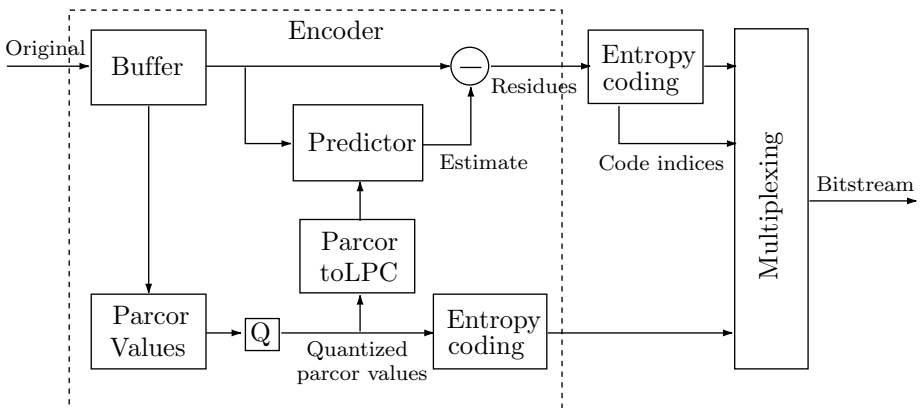 Encoder
Original
Buffer
—
Residues
Entropy
coding
Predictor
Estimate
Code indices
Multiplexing
Bitstream
Parcor
toLPC
Parcor
Values
Q
Quantized
parcor values
Entropy
coding